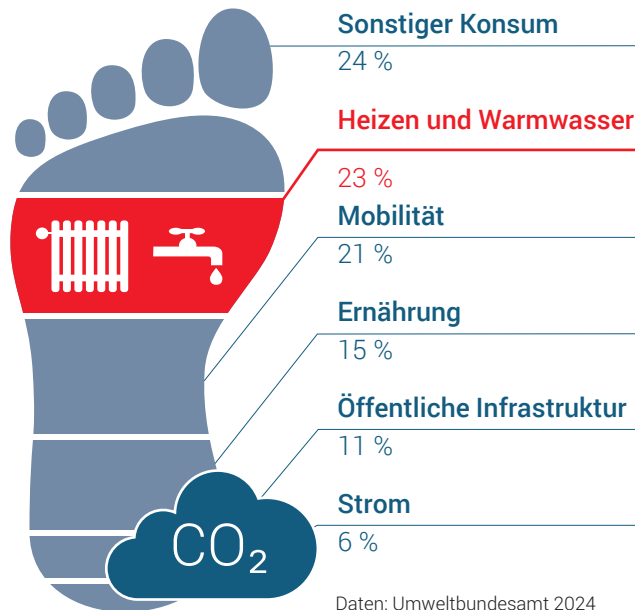 Sonstiger Konsum
24 %
Heizen und Warmwasser
23 %
Mobilität
21 %
Ernährung
15 %
Öffentliche Infrastruktur
11 %
Strom
6 %
CO₂
Daten: Umweltbundesamt 2024